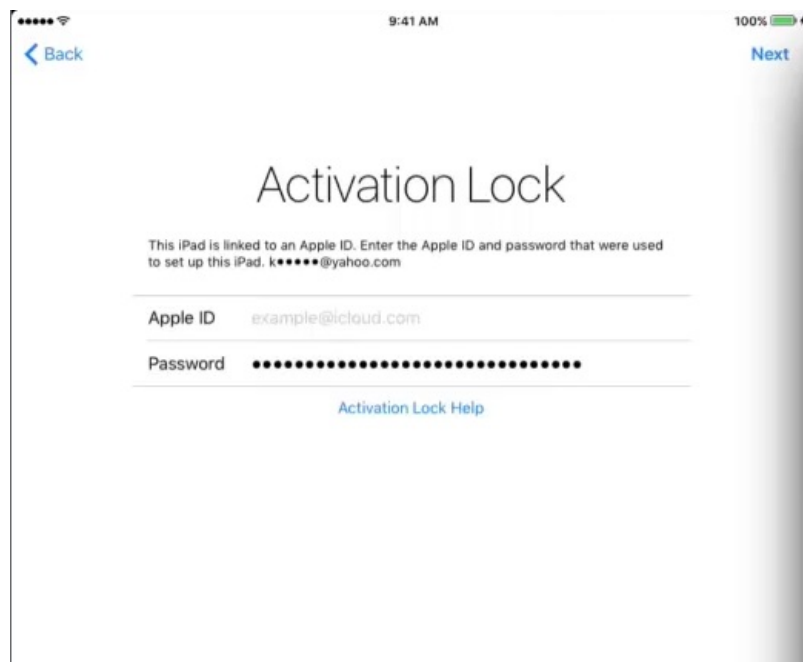 9:41 AM
100%
Back
Next
Activation Lock
This iPad is linked to an Apple ID. Enter the Apple ID and password that were used
to set up this iPad. k●●●●●@yahoo.com
Apple ID example@icloud.com
Password ●●●●●●●●●●●●●●●●●●●●●●●●●●●●●●●
Activation Lock Help